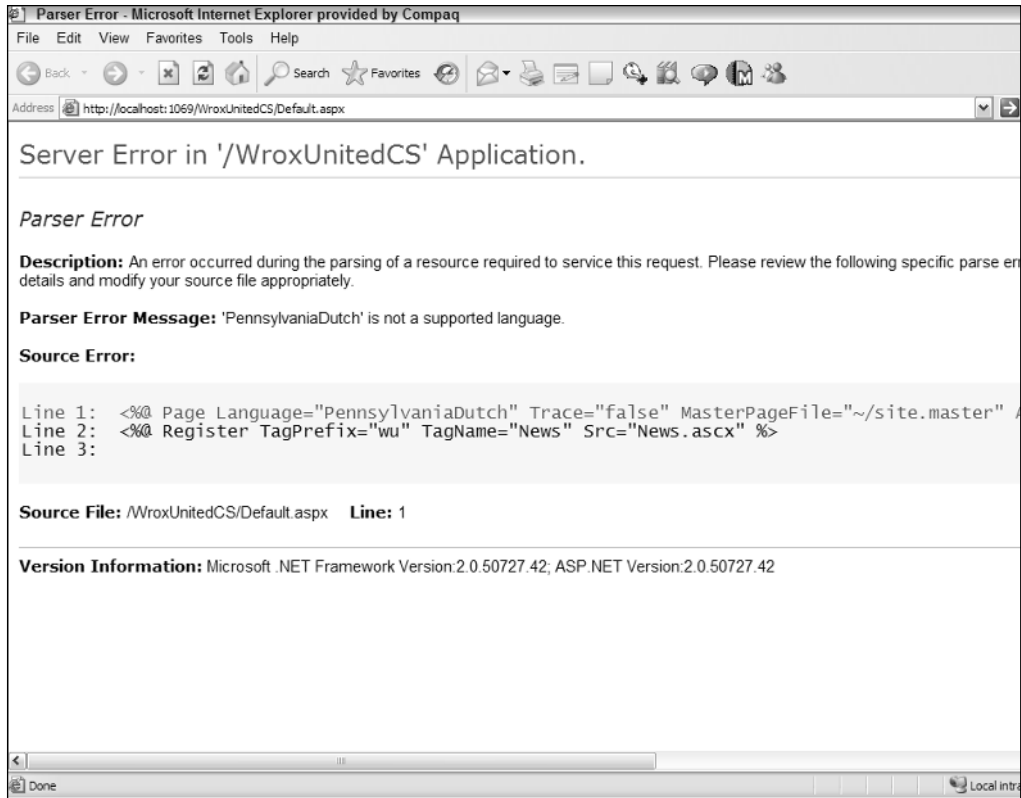 Parser Error - Microsoft Internet Explorer provided by Compaq
File Edit View Favorites Tools Help
Back Search Favorites
Address http://localhost:1069/WroxUnitedCS/Default.aspx
Server Error in '/WroxUnitedCS' Application.
Parser Error
Description: An error occurred during the parsing of a resource required to service this request. Please review the following specific parse
details and modify your source file appropriately.
Parser Error Message: 'PennsylvaniaDutch' is not a supported language.
Source Error:
Line 1: <%@ Page Language="PennsylvaniaDutch" Trace="false" MasterPageFile="~/site.master"
Line 2: <%@ Register TagPrefix="wu" TagName="News" Src="News.ascx" %>
Line 3:
Source File: /WroxUnitedCS/Default.aspx Line: 1
Version Information: Microsoft .NET Framework Version:2.0.50727.42; ASP.NET Version:2.0.50727.42
Done
Local